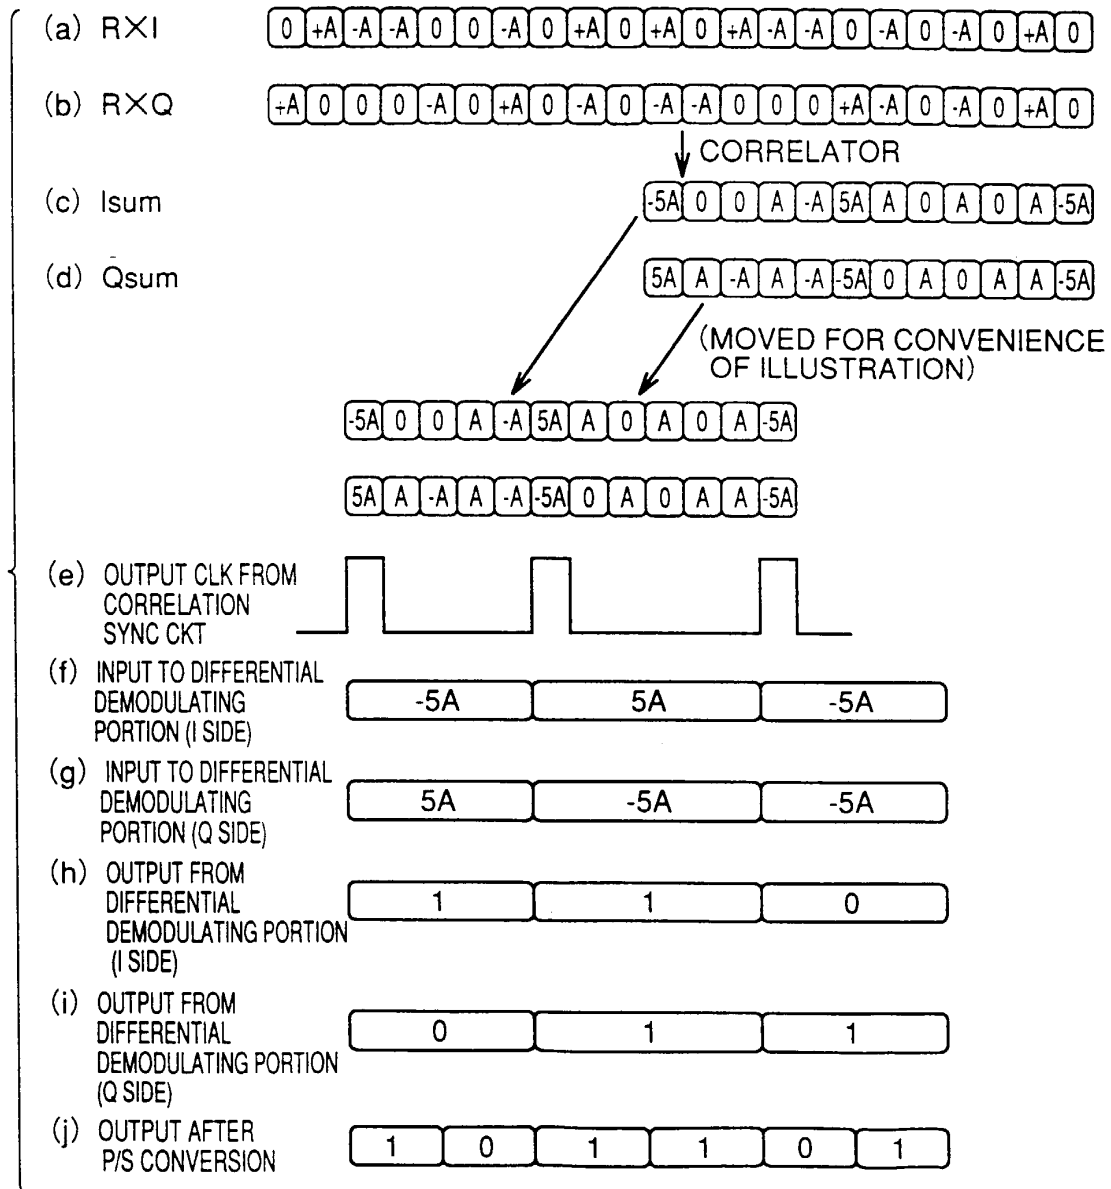 (a) RXI 0 +A -A -A 0 0 -A 0 +A 0 +A 0 +A -A -A 0 -A 0 -A 0 +A 0
(b) RXQ +A 0 0 0 -A 0 +A 0 -A 0 -A -A 0 0 0 +A -A 0 -A 0 +A 0
CORRELATOR
(c) Isum -5A 0 0 A -A 5A A 0 A 0 A -5A
(d) Qsum 5A A -A A -A -5A 0 A 0 A A -5A
(MOVED FOR CONVENIENCE
OF ILLUSTRATION)
-5A 0 0 A -A 5A A 0 A 0 A -5A
5A A -A A -A -5A 0 A 0 A A -5A
(e) OUTPUT CLK FROM
CORRELATION
SYNC CKT
(f) INPUT TO DIFFERENTIAL
DEMODULATING
PORTION (I SIDE)
-5A 5A -5A
(g) INPUT TO DIFFERENTIAL
DEMODULATING
PORTION (Q SIDE)
5A -5A -5A
(h) OUTPUT FROM
DIFFERENTIAL
DEMODULATING PORTION
(I SIDE)
1 1 0
(i) OUTPUT FROM
DIFFERENTIAL
DEMODULATING PORTION
(Q SIDE)
0 1 1
(j) OUTPUT AFTER
P/S CONVERSION
1 0 1 1 0 1